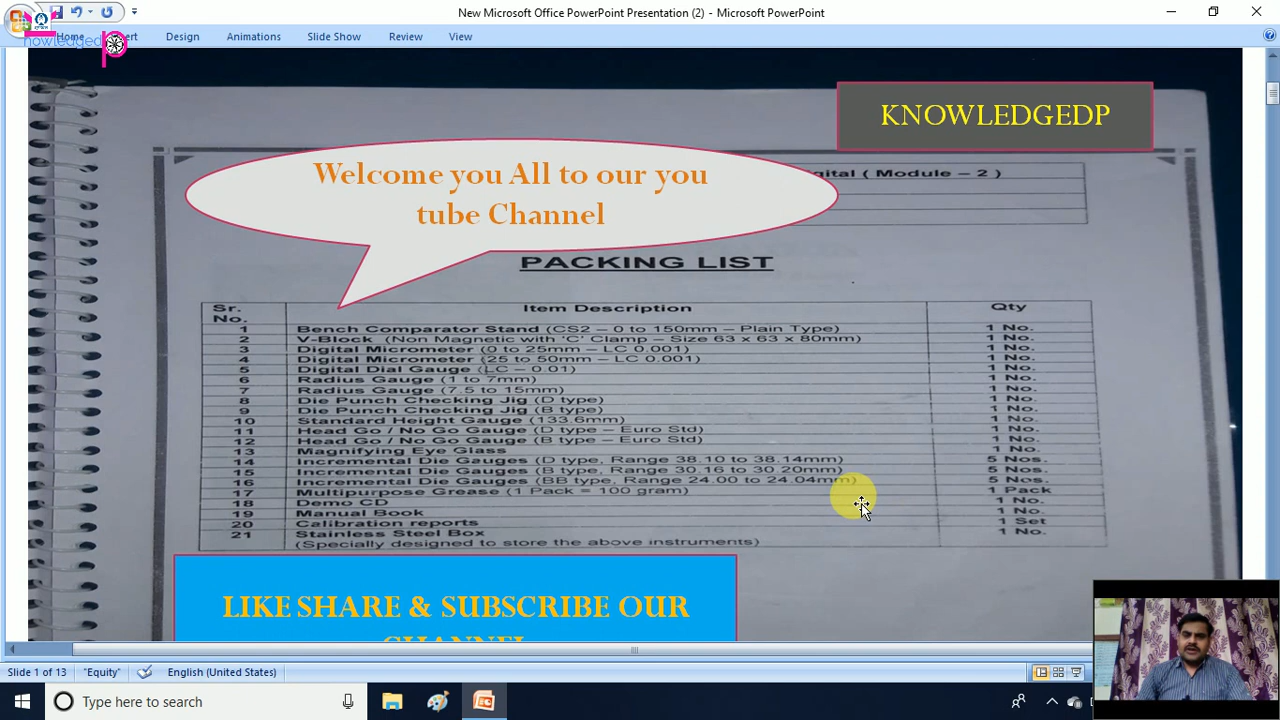 New Microsoft Office PowerPoint Presentation (2) - Microsoft PowerPoint
Home
Design
Animations
Slide Show
Review
View
nowledged
p
KNOWLEDGEDP
Welcome you All to our you
tube Channel
gital ( Module – 2 )
PACKING LIST
Sr. No. Item Description Qty
1 Bench Comparator Stand (CS2 – 0 to 150mm – Plain Type) 1 No.
2 V-Block (Non Magnetic with 'C' Clamp – Size 63 x 63 x 80mm) 1 No.
3 Digital Micrometer (0 to 25mm – LC 0.001) 1 No.
4 Digital Micrometer (25 to 50mm – LC 0.001) 1 No.
5 Digital Dial Gauge (LC – 0.01) 1 No.
6 Radius Gauge (1 to 7mm) 1 No.
7 Radius Gauge (7.5 to 15mm) 1 No.
8 Die Punch Checking Jig (D type) 1 No.
9 Die Punch Checking Jig (B type) 1 No.
10 Standard Height Gauge (133.6mm) 1 No.
11 Head Go / No Go Gauge (D type – Euro Std) 1 No.
12 Head Go / No Go Gauge (B type – Euro Std) 1 No.
13 Magnifying Eye Glass 1 No.
14 Incremental Die Gauges (D type, Range 38.10 to 38.14mm) 5 Nos.
15 Incremental Die Gauges (B type, Range 30.16 to 30.20mm) 5 Nos.
16 Incremental Die Gauges (BB type, Range 24.00 to 24.04mm) 5 Nos.
17 Multipurpose Grease (1 Pack = 100 gram) 1 Pack
18 Demo CD 1 No.
19 Manual Book 1 No.
20 Calibration reports 1 Set
21 Stainless Steel Box 1 No.
(Specially designed to store the above instruments)
LIKE SHARE & SUBSCRIBE OUR
CHANNEL
Slide 1 of 13
"Equity"
English (United States)
Type here to search